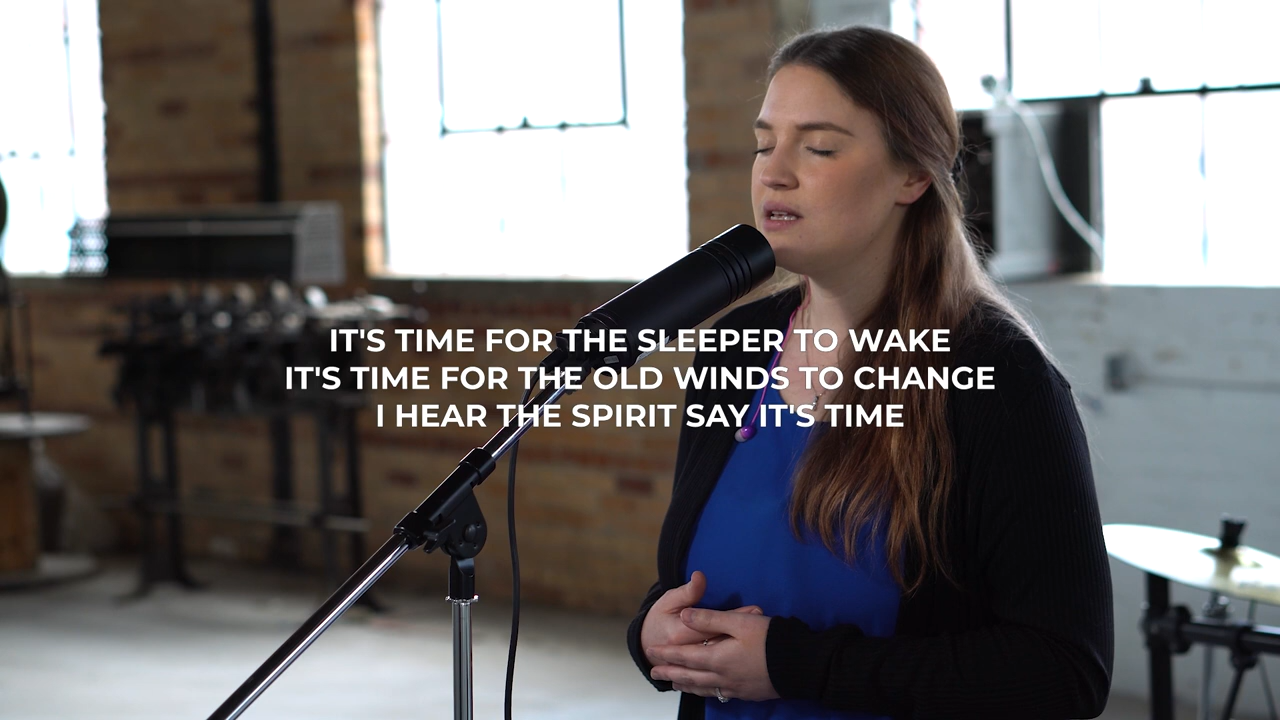 IT'S TIME FOR THE SLEEPER TO WAKE
IT'S TIME FOR THE OLD WINDS TO CHANGE
I HEAR THE SPIRIT SAY IT'S TIME